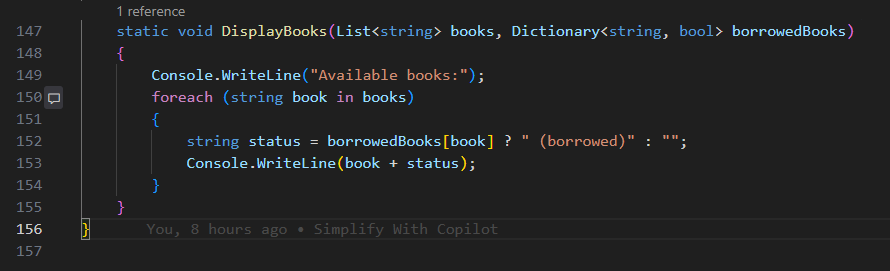 1 reference
147 static void DisplayBooks(List<string> books, Dictionary<string, bool> borrowedBooks)
148 {
149 Console.WriteLine("Available books:");
150 foreach (string book in books)
151 {
152 string status = borrowedBooks[book] ? " (borrowed)" : "";
153 Console.WriteLine(book + status);
154 }
155 }
156 } You, 8 hours ago • Simplify With Copilot
157